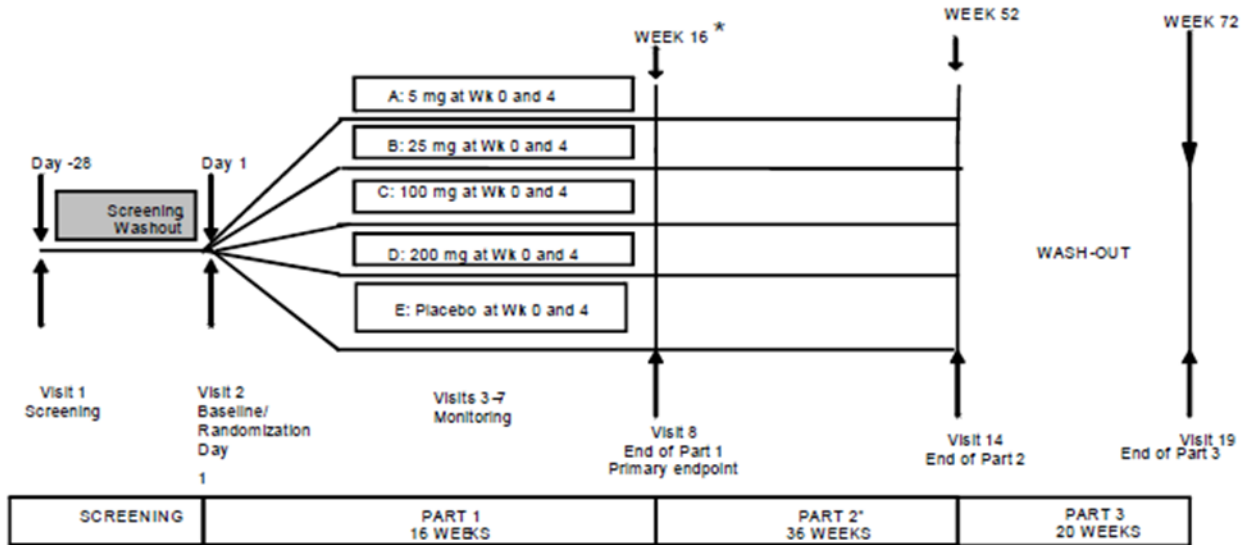 WEEK 52
WEEK 72
WEEK 16 *
A: 5 mg at Wk 0 and 4
B: 25 mg at Wk 0 and 4
Day -28
Day 1
C: 100 mg at Wk 0 and 4
Screening
Washout
D: 200 mg at Wk 0 and 4
WASH-OUT
E: Placebo at Wk 0 and 4
Visit 1
Screening
Visit 2
Baseline/
Randomization
Day
1
Visits 3-7
Monitoring
Visit 8
End of Part 1
Primary endpoint
Visit 14
End of Part 2
Visit 19
End of Part 3
SCREENING
PART 1
16 WEEKS
PART 2*
36 WEEKS
PART 3
20 WEEKS